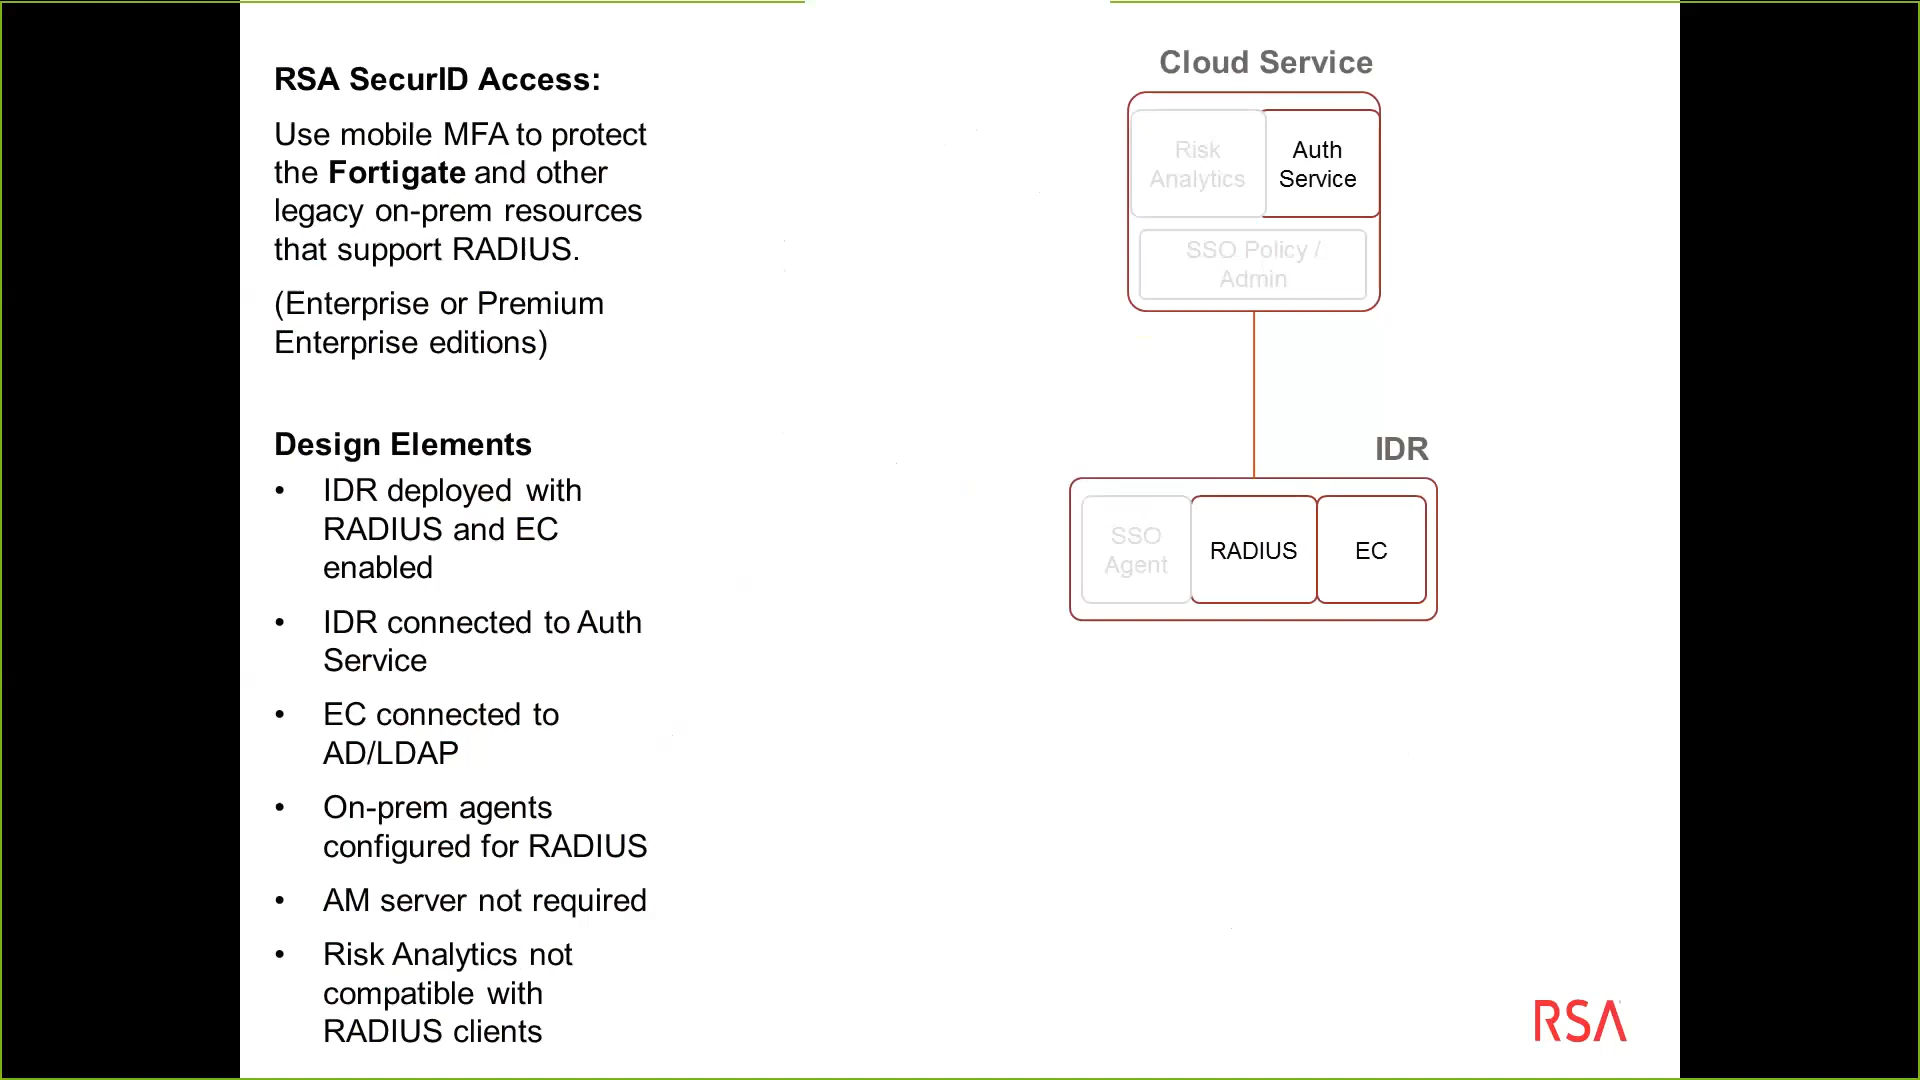 RSA SecurID Access:
Use mobile MFA to protect
the Fortigate and other
legacy on-prem resources
that support RADIUS.
(Enterprise or Premium
Enterprise editions)
Design Elements
• IDR deployed with
RADIUS and EC
enabled
• IDR connected to Auth
Service
• EC connected to
AD/LDAP
• On-prem agents
configured for RADIUS
• AM server not required
• Risk Analytics not
compatible with
RADIUS clients
Cloud Service
Risk
Analytics
Auth
Service
SSO Policy /
Admin
IDR
SSO
Agent
RADIUS
EC
RSA